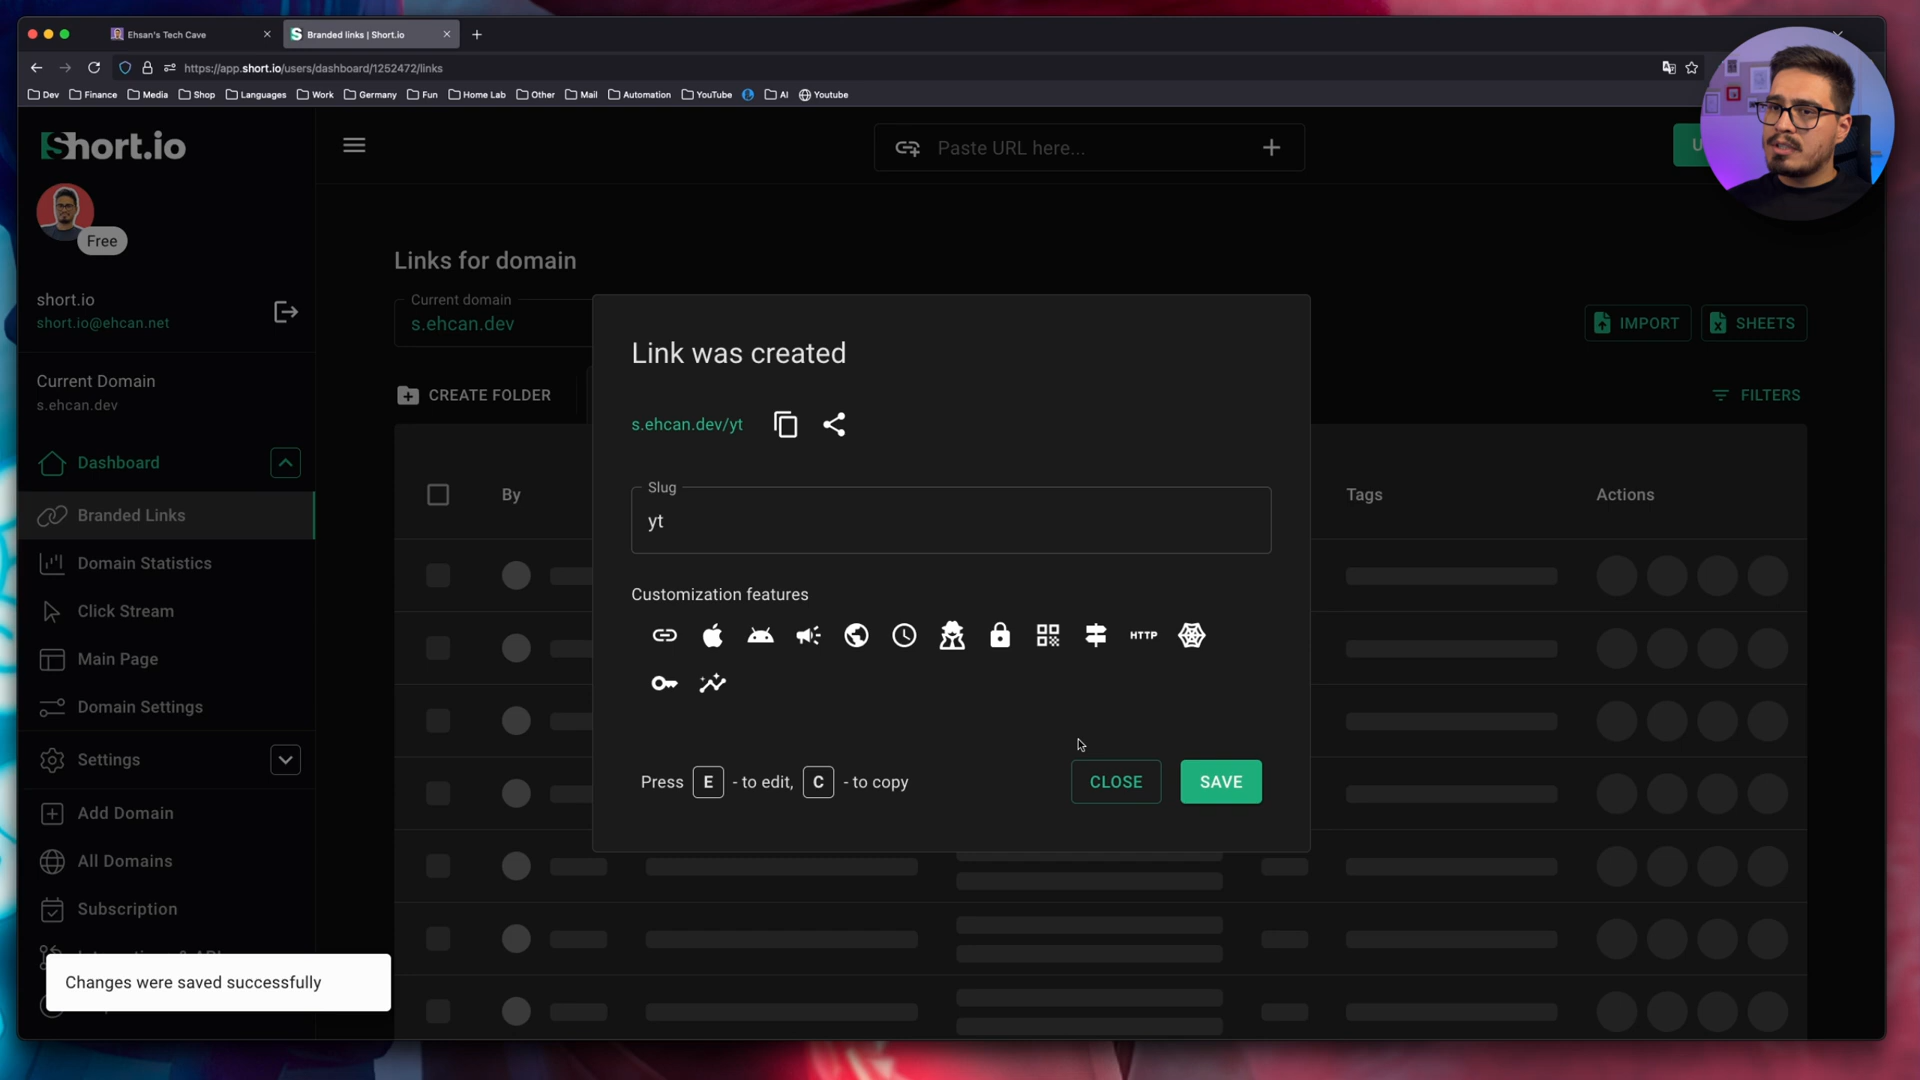 Ehsan's Tech Cave
Branded links | Short.io
https://app.short.io/users/dashboard/1252472/links
Dev Finance Media Shop Languages Work Germany Fun Home Lab Other Mail Automation YouTube AI Youtube
Short.io
Paste URL here...
U
Free
short.io
short.io@ehcan.net
Links for domain
Current domain
s.ehcan.dev
IMPORT
SHEETS
Current Domain
s.ehcan.dev
CREATE FOLDER
FILTERS
Link was created
s.ehcan.dev/yt
Dashboard
By
Tags
Actions
Slug
yt
Branded Links
Domain Statistics
Click Stream
Main Page
Domain Settings
Customization features
HTTP
Settings
Press E - to edit, C - to copy
CLOSE
SAVE
Add Domain
All Domains
Subscription
Changes were saved successfully